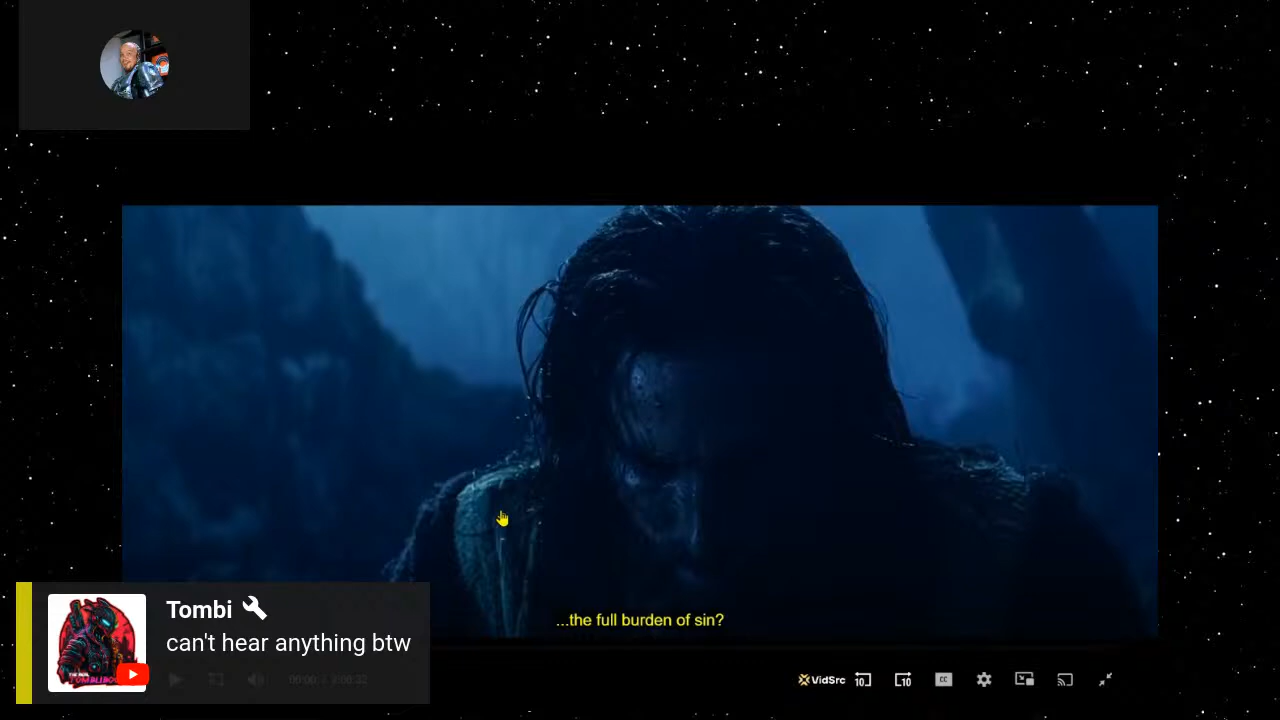 ...the full burden of sin?
Tombi
can't hear anything btw
VidSrc
10
10
CC